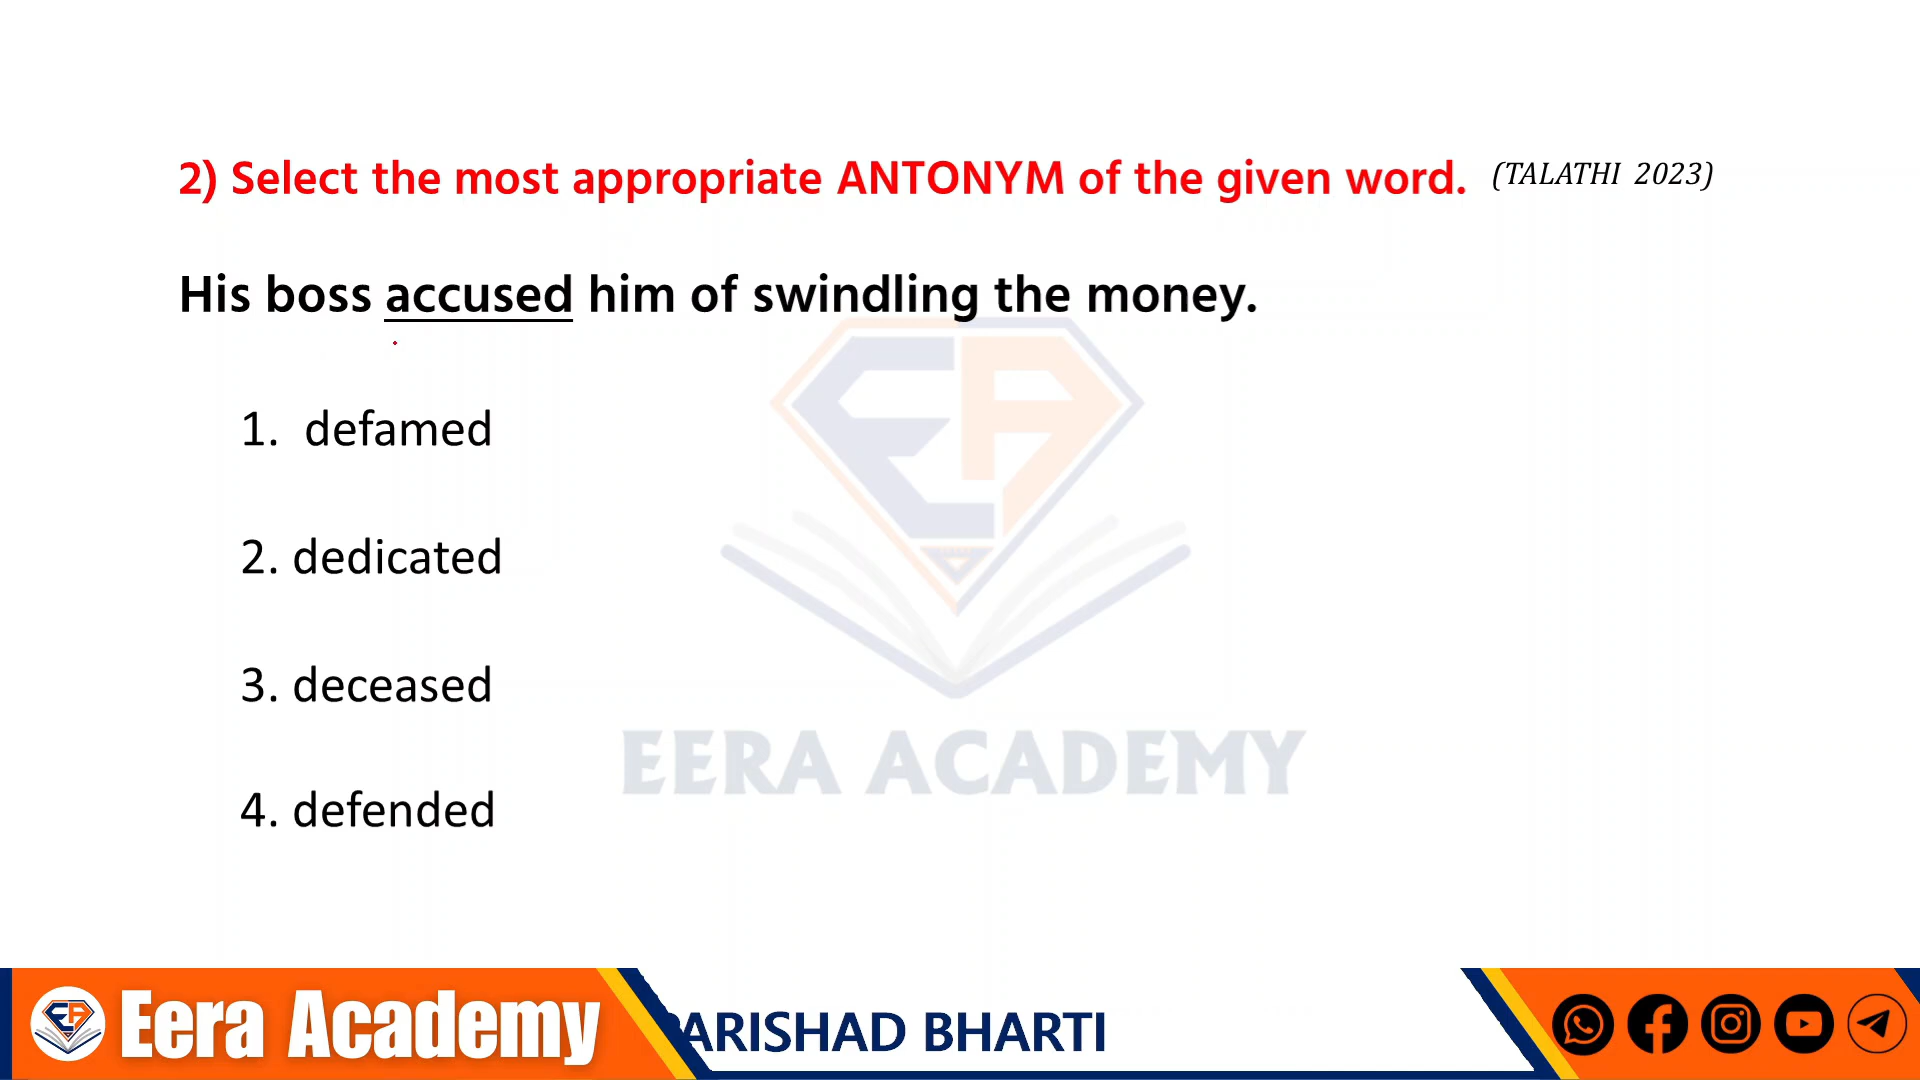 2) Select the most appropriate ANTONYM of the given word. (TALATHI 2023)
His boss accused him of swindling the money.
1. defamed
2. dedicated
3. deceased
4. defended
EERA ACADEMY
Eera Academy
PARISHAD BHARTI